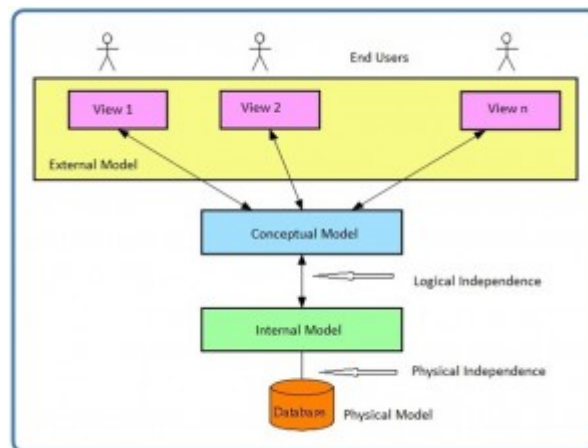 End Users
View 1
View 2
View n
External Model
Conceptual Model
Logical Independence
Internal Model
Physical Independence
Database
Physical Model